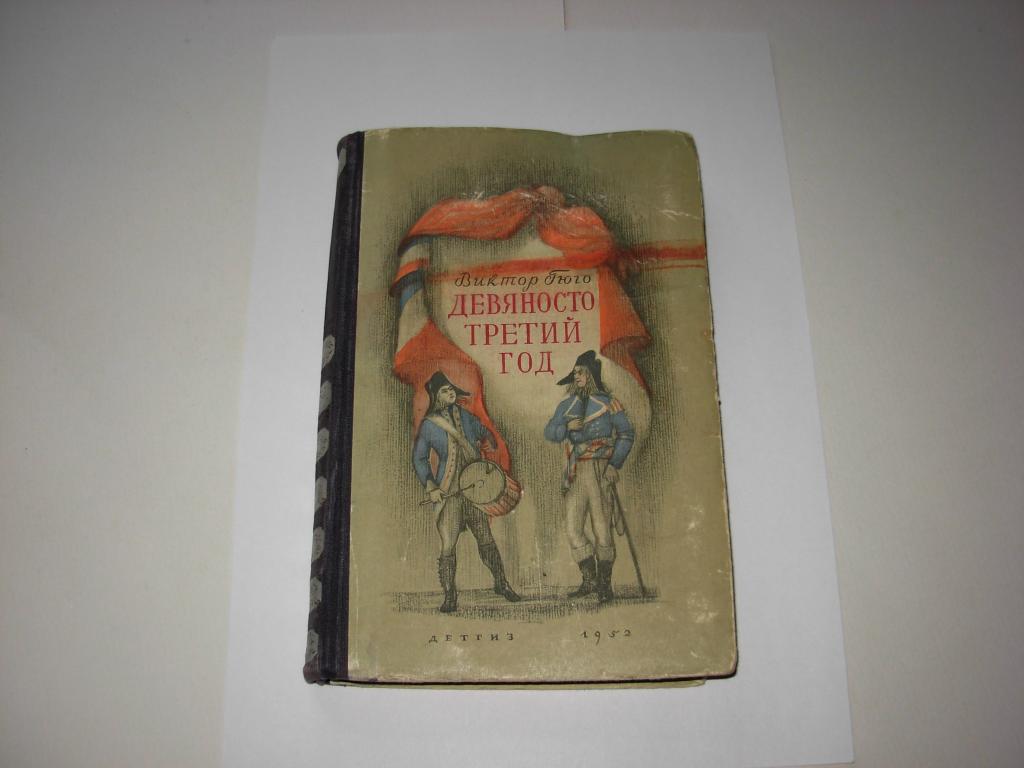 Виктор Гюго
ДЕВЯНОСТО
ТРЕТИЙ
ГОД
ДЕТГИЗ 1952